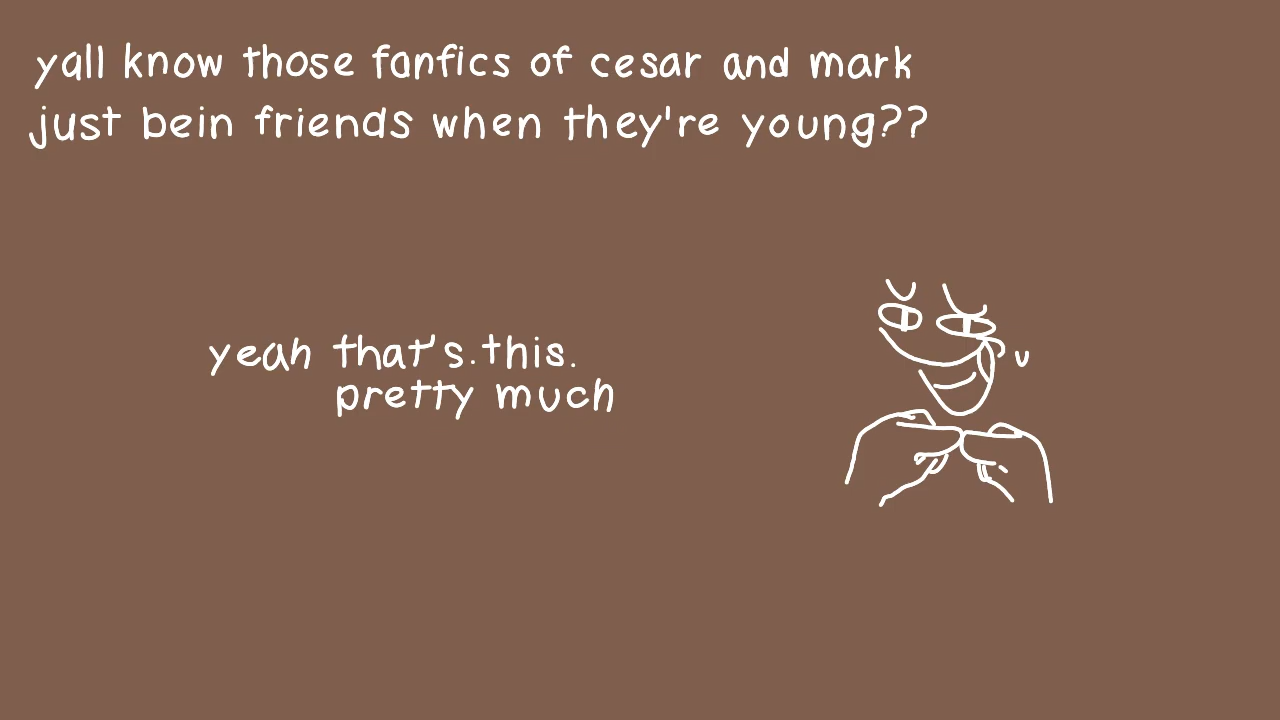 yall know those fanfics of cesar and mark
just bein friends when they're young??
yeah that's.this.
pretty much